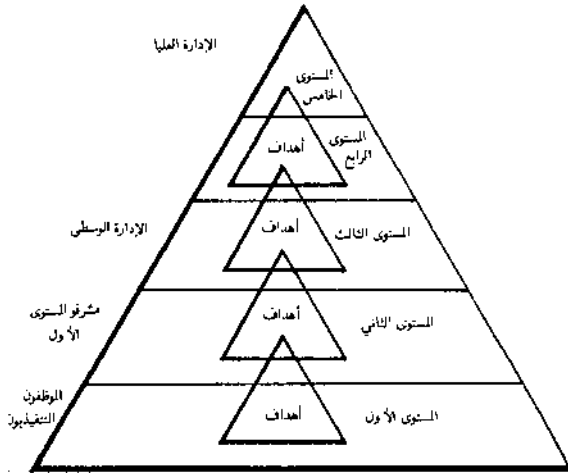 الإدارة العليا
المستوى
الخامس
المستوى
الرابع
أهداف
الإدارة الوسطى
المستوى الثالث
أهداف
مشرفو المستوى
الأول
المستوى الثاني
أهداف
الموظفون
التنفيذيون
المستوى الأول
أهداف